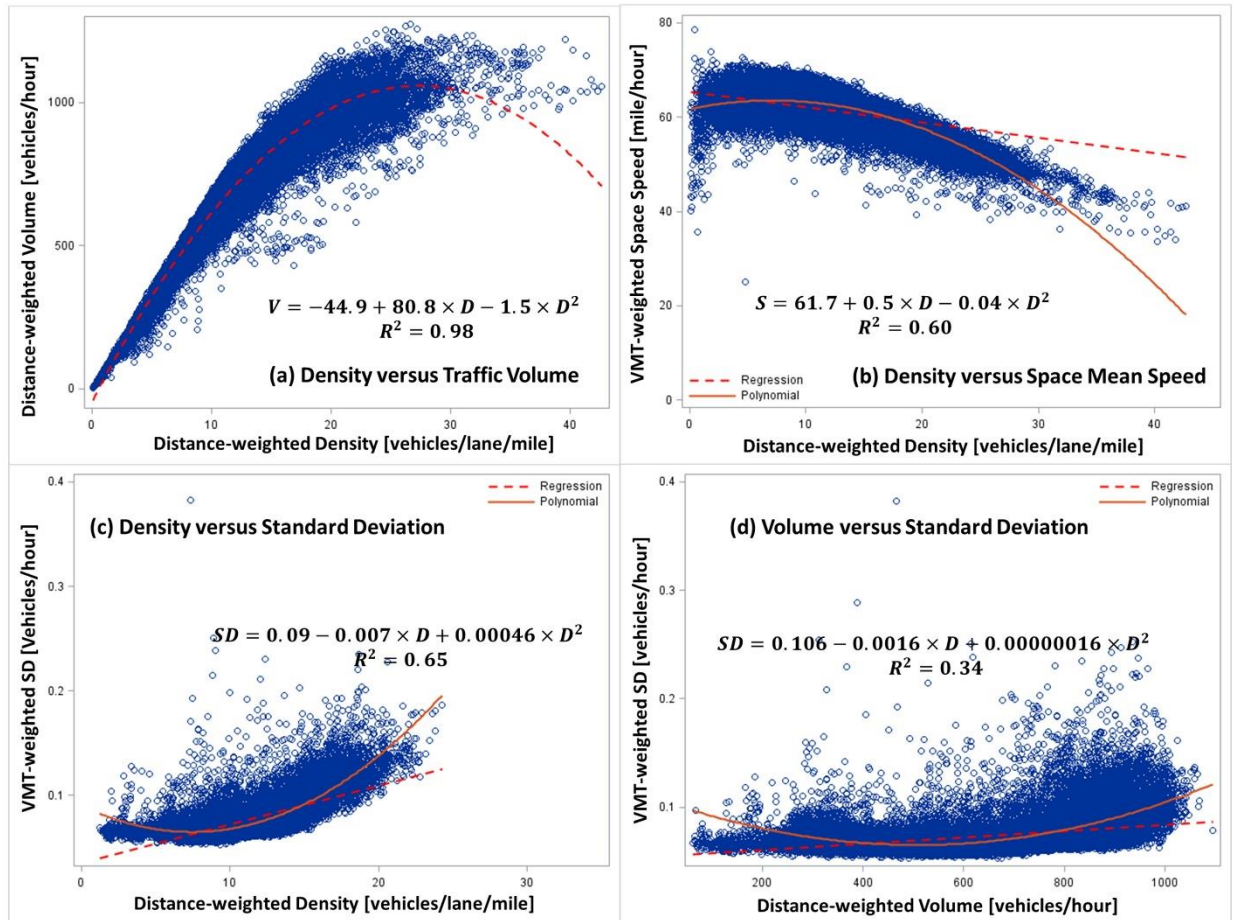 Distance-weighted Volume [vehicles/hour]
1000
500
0
V = −44.9 + 80.8 × D − 1.5 × D²
R² = 0.98
(a) Density versus Traffic Volume
0 10 20 30 40
Distance-weighted Density [vehicles/lane/mile]
VMT-weighted Space Speed [mile/hour]
80
60
40
20
0
S = 61.7 + 0.5 × D − 0.04 × D²
R² = 0.60
Regression
Polynomial
(b) Density versus Space Mean Speed
0 10 20 30 40
Distance-weighted Density [vehicles/lane/mile]
VMT-weighted SD [Vehicles/hour]
0.4
0.3
0.2
0.1
Regression
Polynomial
(c) Density versus Standard Deviation
SD = 0.09 − 0.007 × D + 0.00046 × D²
R² = 0.65
0 10 20 30
Distance-weighted Density [vehicles/lane/mile]
VMT-weighted SD [vehicles/hour]
0.4
0.3
0.2
0.1
Regression
Polynomial
(d) Volume versus Standard Deviation
SD = 0.106 − 0.0016 × D + 0.00000016 × D²
R² = 0.34
200 400 600 800 1000
Distance-weighted Volume [vehicles/hour]